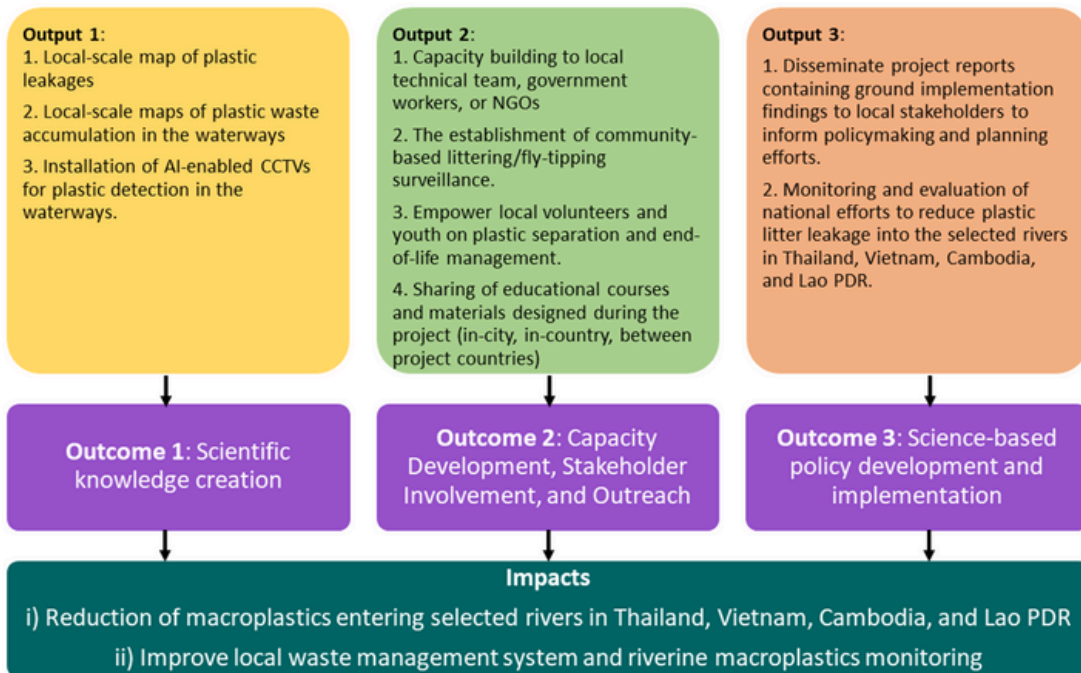 Output 1:
1. Local-scale map of plastic
leakages
2. Local-scale maps of plastic waste
accumulation in the waterways
3. Installation of AI-enabled CCTVs
for plastic detection in the
waterways.
Output 2:
1. Capacity building to local
technical team, government
workers, or NGOs
2. The establishment of community-
based littering/fly-tipping
surveillance.
3. Empower local volunteers and
youth on plastic separation and end-
of-life management.
4. Sharing of educational courses
and materials designed during the
project (in-city, in-country, between
project countries)
Output 3:
1. Disseminate project reports
containing ground implementation
findings to local stakeholders to
inform policymaking and planning
efforts.
2. Monitoring and evaluation of
national efforts to reduce plastic
litter leakage into the selected rivers
in Thailand, Vietnam, Cambodia,
and Lao PDR.
Outcome 1: Scientific
knowledge creation
Outcome 2: Capacity
Development, Stakeholder
Involvement, and Outreach
Outcome 3: Science-based
policy development and
implementation
Impacts
i) Reduction of macroplastics entering selected rivers in Thailand, Vietnam, Cambodia, and Lao PDR
ii) Improve local waste management system and riverine macroplastics monitoring